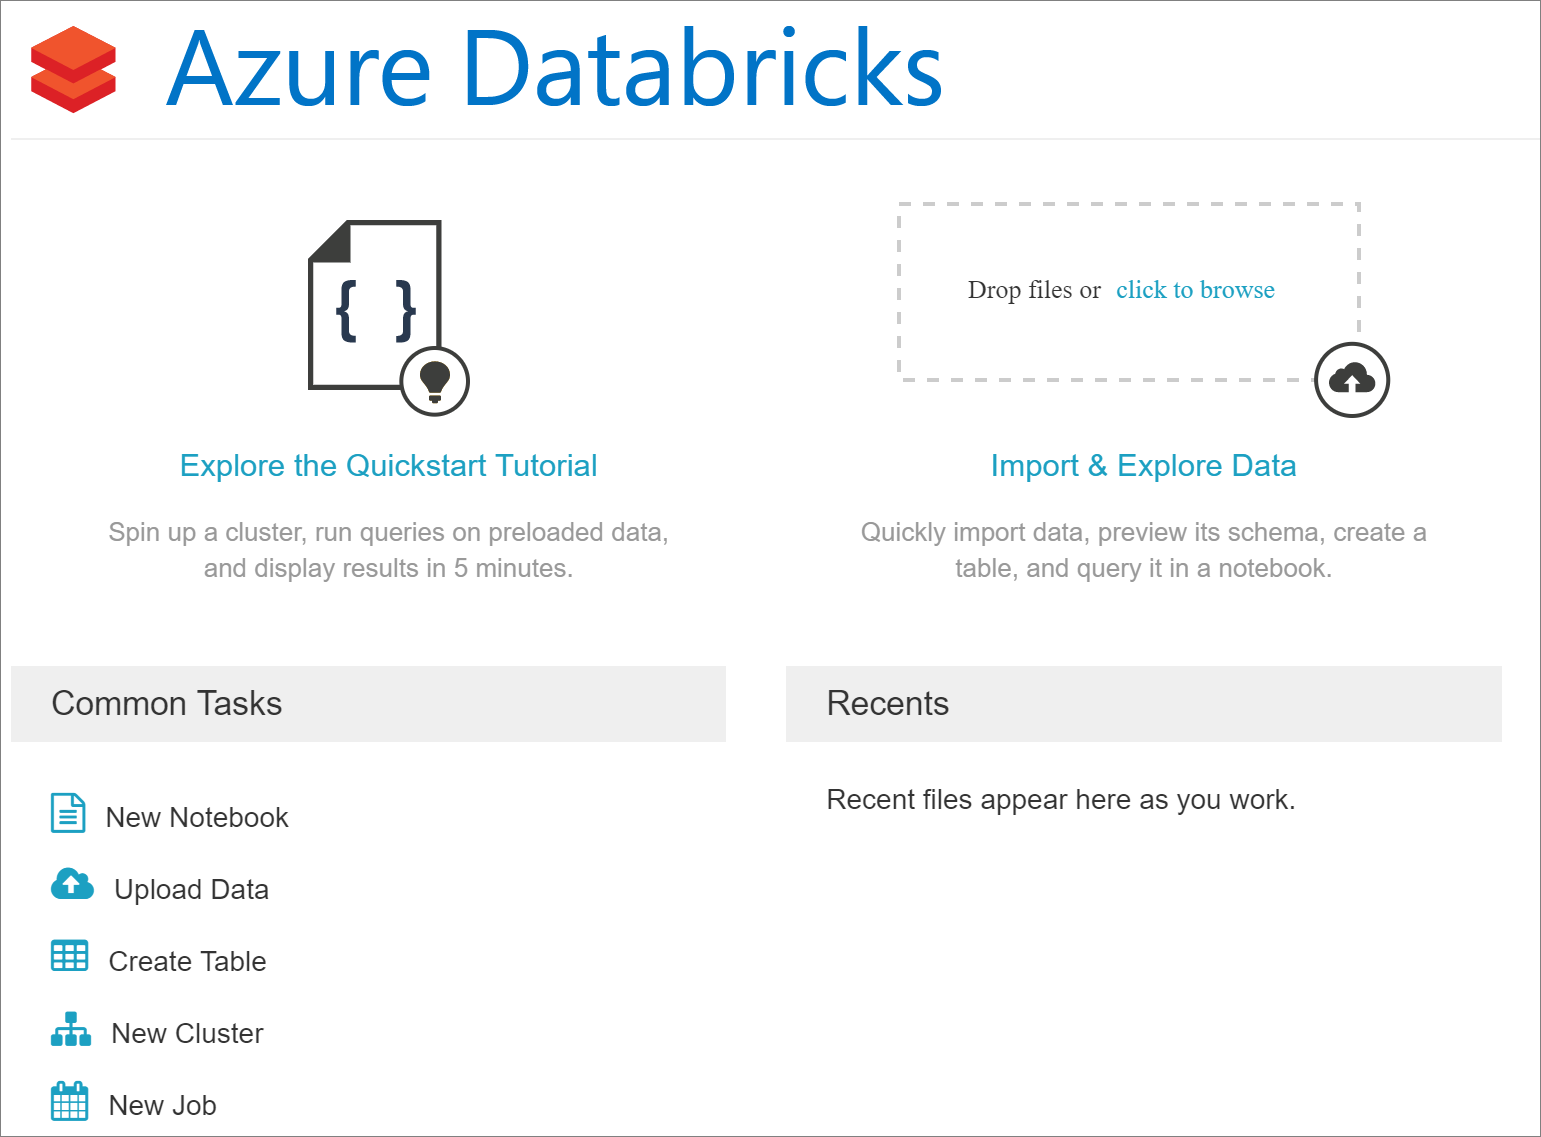 Azure Databricks
{ }
Drop files or click to browse
Explore the Quickstart Tutorial
Spin up a cluster, run queries on preloaded data,
and display results in 5 minutes.
Import & Explore Data
Quickly import data, preview its schema, create a
table, and query it in a notebook.
Common Tasks
New Notebook
Upload Data
Create Table
New Cluster
New Job
Recents
Recent files appear here as you work.